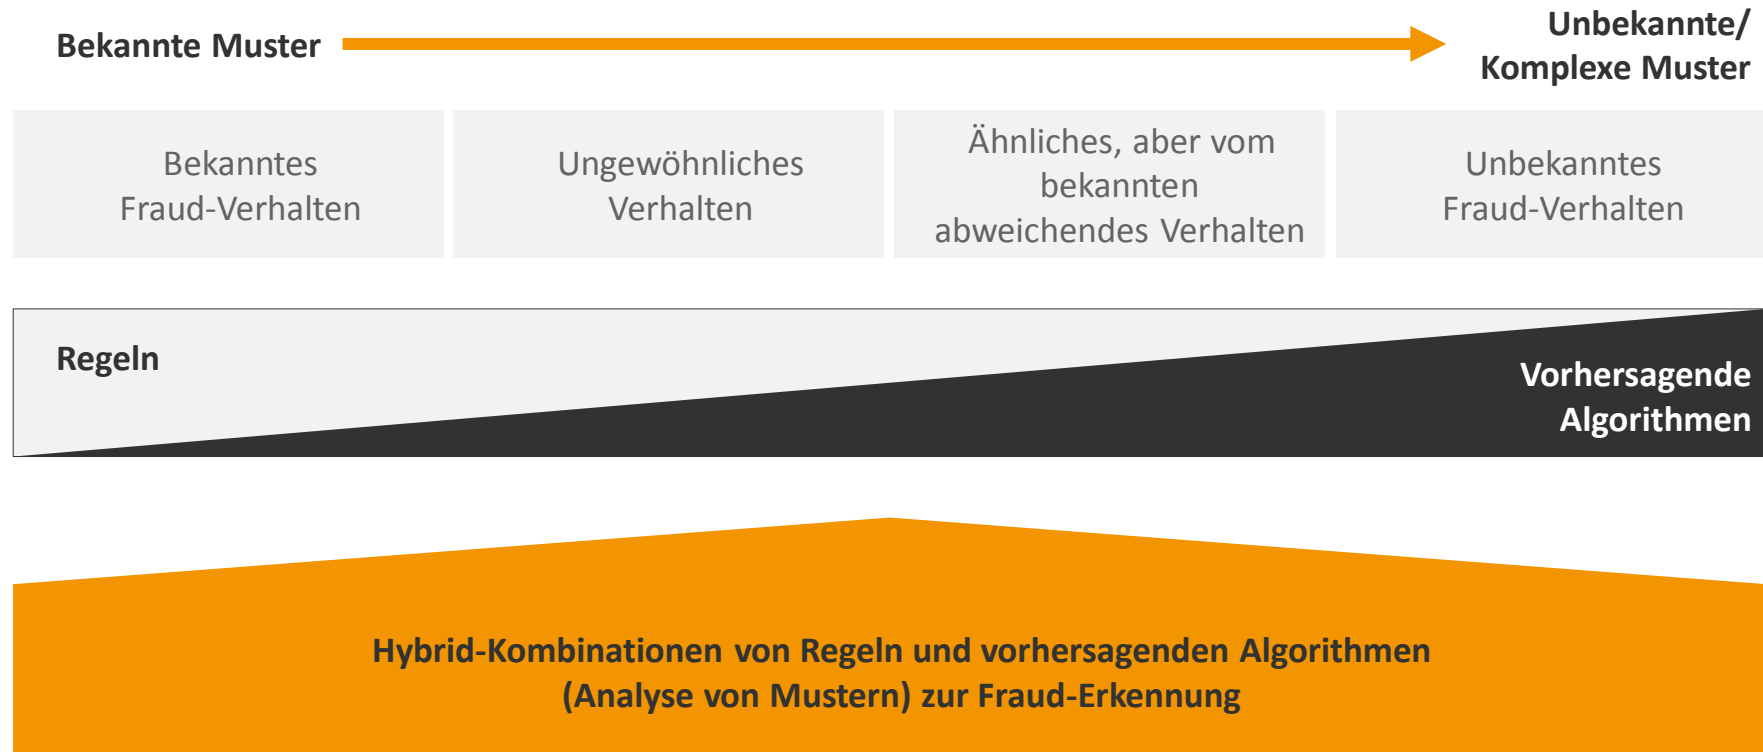 Bekannte Muster
Unbekannte/
Komplexe Muster
Bekanntes
Fraud-Verhalten
Ungewöhnliches
Verhalten
Ähnliches, aber vom
bekannten
abweichendes Verhalten
Unbekanntes
Fraud-Verhalten
Regeln
Vorhersagende
Algorithmen
Hybrid-Kombinationen von Regeln und vorhersagenden Algorithmen
(Analyse von Mustern) zur Fraud-Erkennung